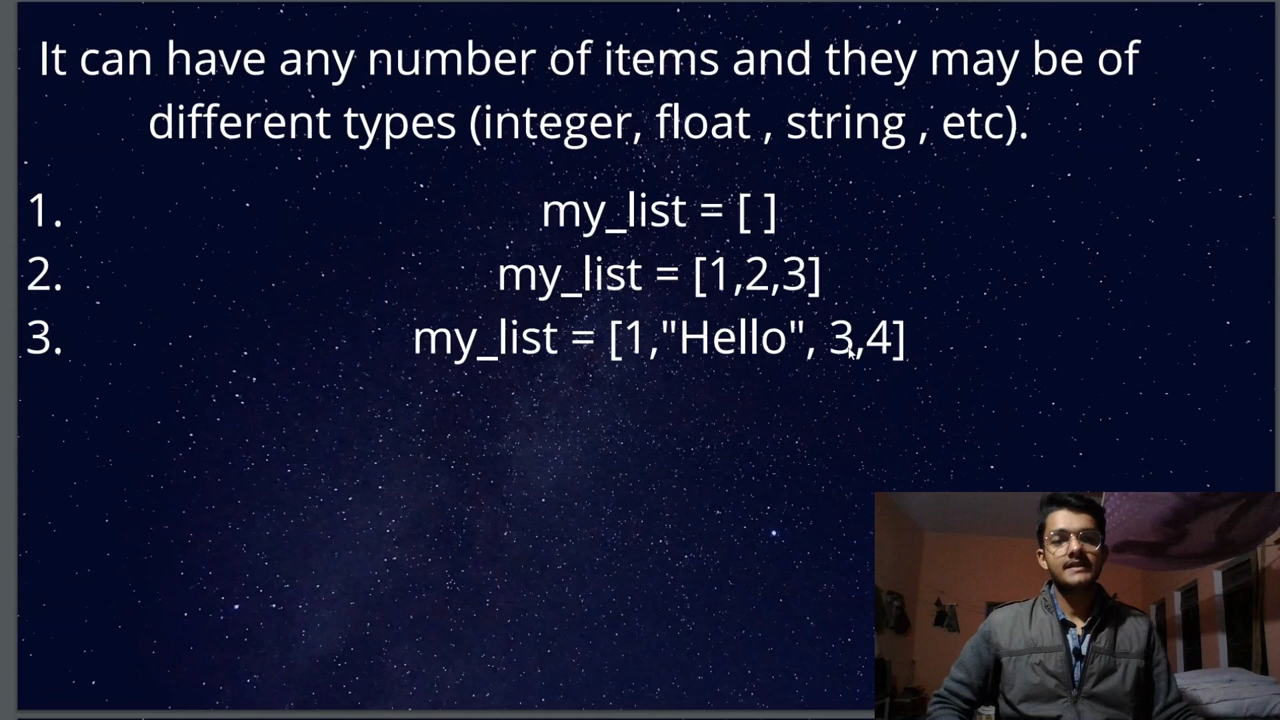 It can have any number of items and they may be of
different types (integer, float , string , etc).
1. my_list = [ ]
2. my_list = [1,2,3]
3. my_list = [1,"Hello", 3,4]